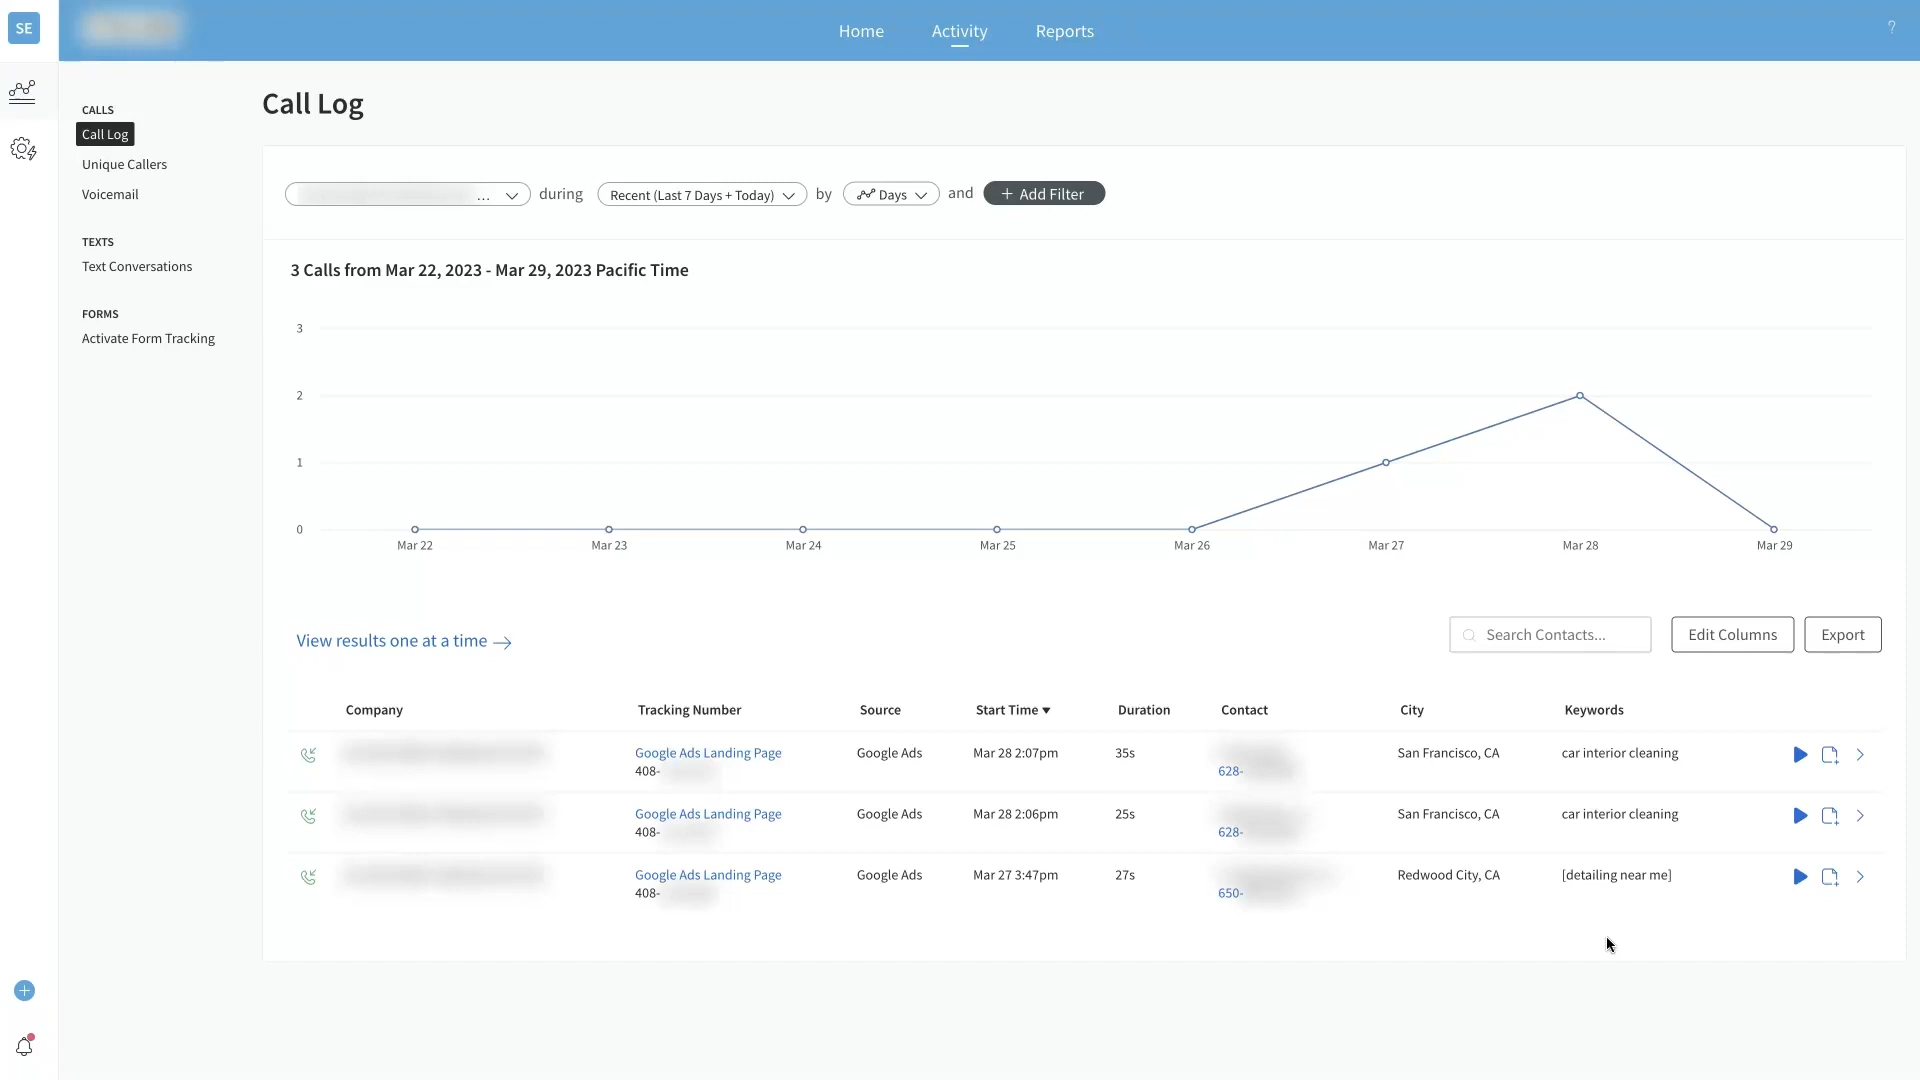 SE
Home Activity Reports
?
CALLS
Call Log
Unique Callers
Voicemail
TEXTS
Text Conversations
FORMS
Activate Form Tracking
Call Log
... during Recent (Last 7 Days + Today) by Days and + Add Filter
3 Calls from Mar 22, 2023 - Mar 29, 2023 Pacific Time
3
2
1
0
Mar 22 Mar 23 Mar 24 Mar 25 Mar 26 Mar 27 Mar 28 Mar 29
View results one at a time → Search Contacts... Edit Columns Export
Company Tracking Number Source Start Time ▼ Duration Contact City Keywords
Google Ads Landing Page Google Ads Mar 28 2:07pm 35s San Francisco, CA car interior cleaning
408- 628-
Google Ads Landing Page Google Ads Mar 28 2:06pm 25s San Francisco, CA car interior cleaning
408- 628-
Google Ads Landing Page Google Ads Mar 27 3:47pm 27s Redwood City, CA [detailing near me]
408- 650-